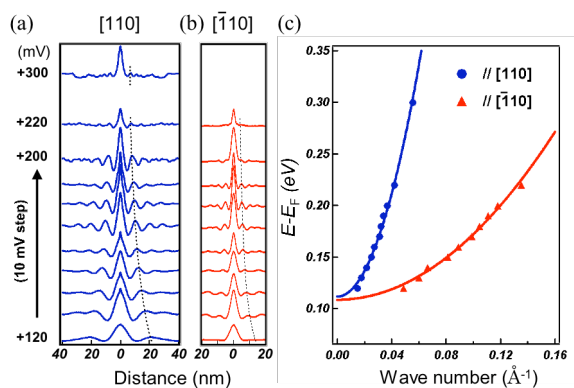 (a) [110] (b) [1̄10] (c)
(mV)
+300
+220
+200
(10 mV step)
+120
40 20 0 20 40
20 0 20
Distance (nm)
0.35
0.30
0.25
0.20
0.15
0.10
E-E_F (eV)
// [110]
// [1̄10]
0.00 0.04 0.08 0.12 0.16
Wave number (Å⁻¹)